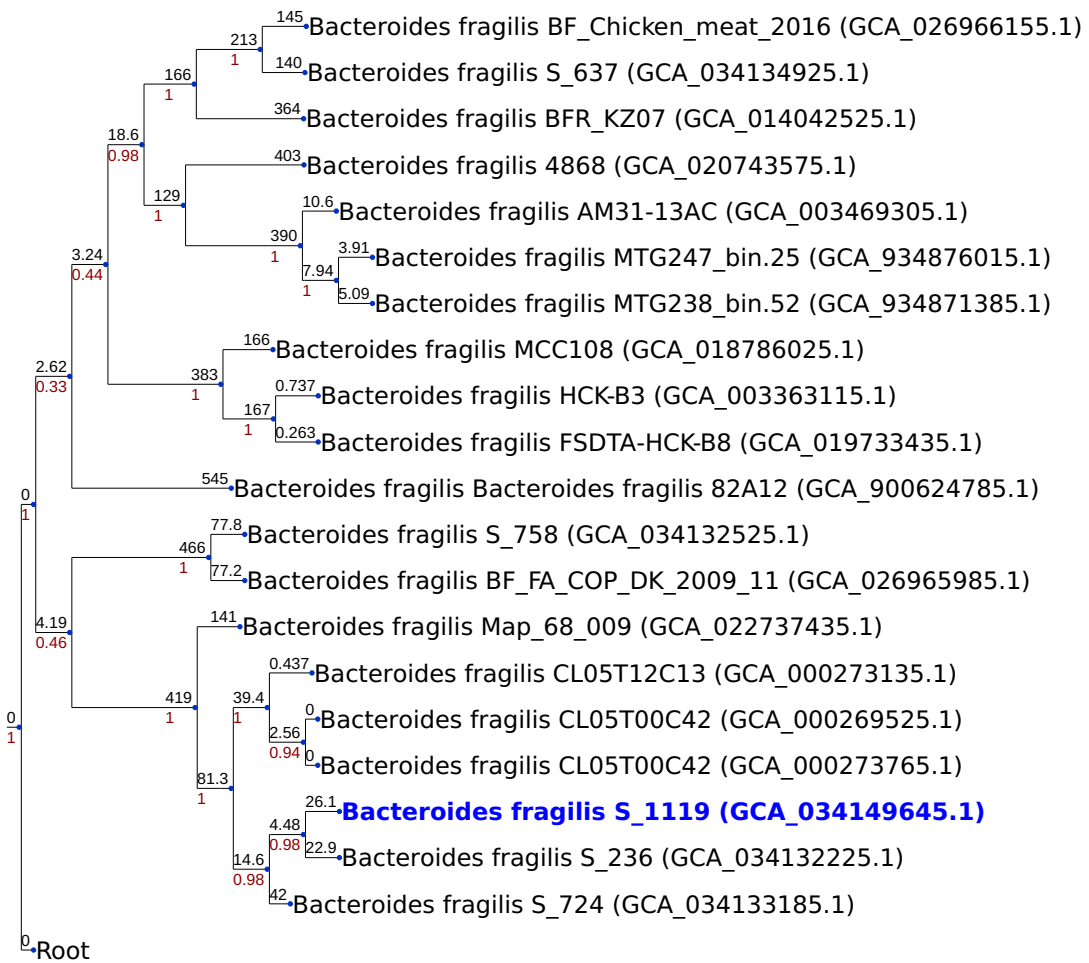 145
Bacteroides fragilis BF_Chicken_meat_2016 (GCA_026966155.1)
213
1
140
Bacteroides fragilis S_637 (GCA_034134925.1)
166
1
364
Bacteroides fragilis BFR_KZ07 (GCA_014042525.1)
18.6
0.98
403
Bacteroides fragilis 4868 (GCA_020743575.1)
129
1
10.6
Bacteroides fragilis AM31-13AC (GCA_003469305.1)
390
1
3.91
Bacteroides fragilis MTG247_bin.25 (GCA_934876015.1)
3.24
0.44
7.94
1
5.09
Bacteroides fragilis MTG238_bin.52 (GCA_934871385.1)
166
Bacteroides fragilis MCC108 (GCA_018786025.1)
2.62
0.33
383
1
0.737
Bacteroides fragilis HCK-B3 (GCA_003363115.1)
167
1
0.263
Bacteroides fragilis FSDTA-HCK-B8 (GCA_019733435.1)
545
Bacteroides fragilis Bacteroides fragilis 82A12 (GCA_900624785.1)
0
1
77.8
Bacteroides fragilis S_758 (GCA_034132525.1)
466
1
77.2
Bacteroides fragilis BF_FA_COP_DK_2009_11 (GCA_026965985.1)
4.19
0.46
141
Bacteroides fragilis Map_68_009 (GCA_022737435.1)
0.437
Bacteroides fragilis CL05T12C13 (GCA_000273135.1)
419
1
39.4
1
0
Bacteroides fragilis CL05T00C42 (GCA_000269525.1)
0
1
2.56
0.94
0
Bacteroides fragilis CL05T00C42 (GCA_000273765.1)
81.3
1
26.1
Bacteroides fragilis S_1119 (GCA_034149645.1)
4.48
0.98
22.9
Bacteroides fragilis S_236 (GCA_034132225.1)
14.6
0.98
42
Bacteroides fragilis S_724 (GCA_034133185.1)
0
Root